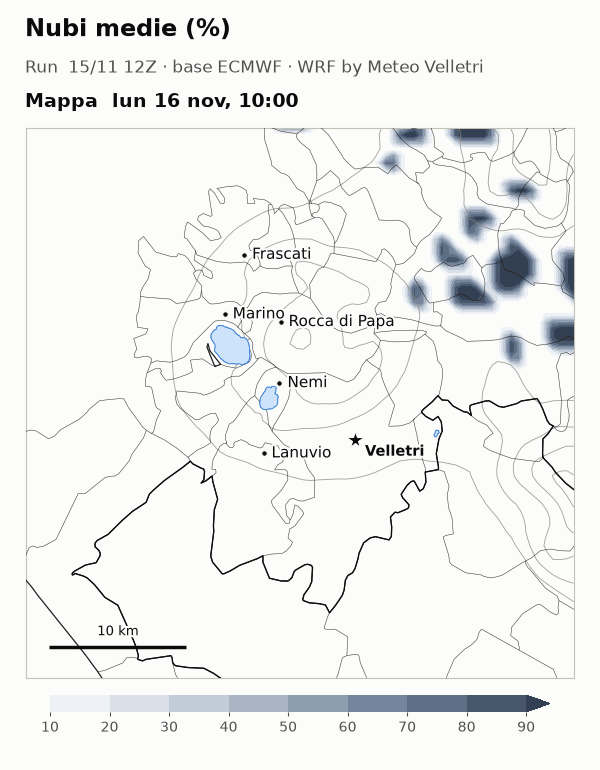 Nubi medie (%)
Run  15/11 12Z · base ECMWF · WRF by Meteo Velletri
Mappa  lun 16 nov, 10:00
Frascati
Marino
Rocca di Papa
Nemi
Velletri
Lanuvio
10 km
10 20 30 40 50 60 70 80 90